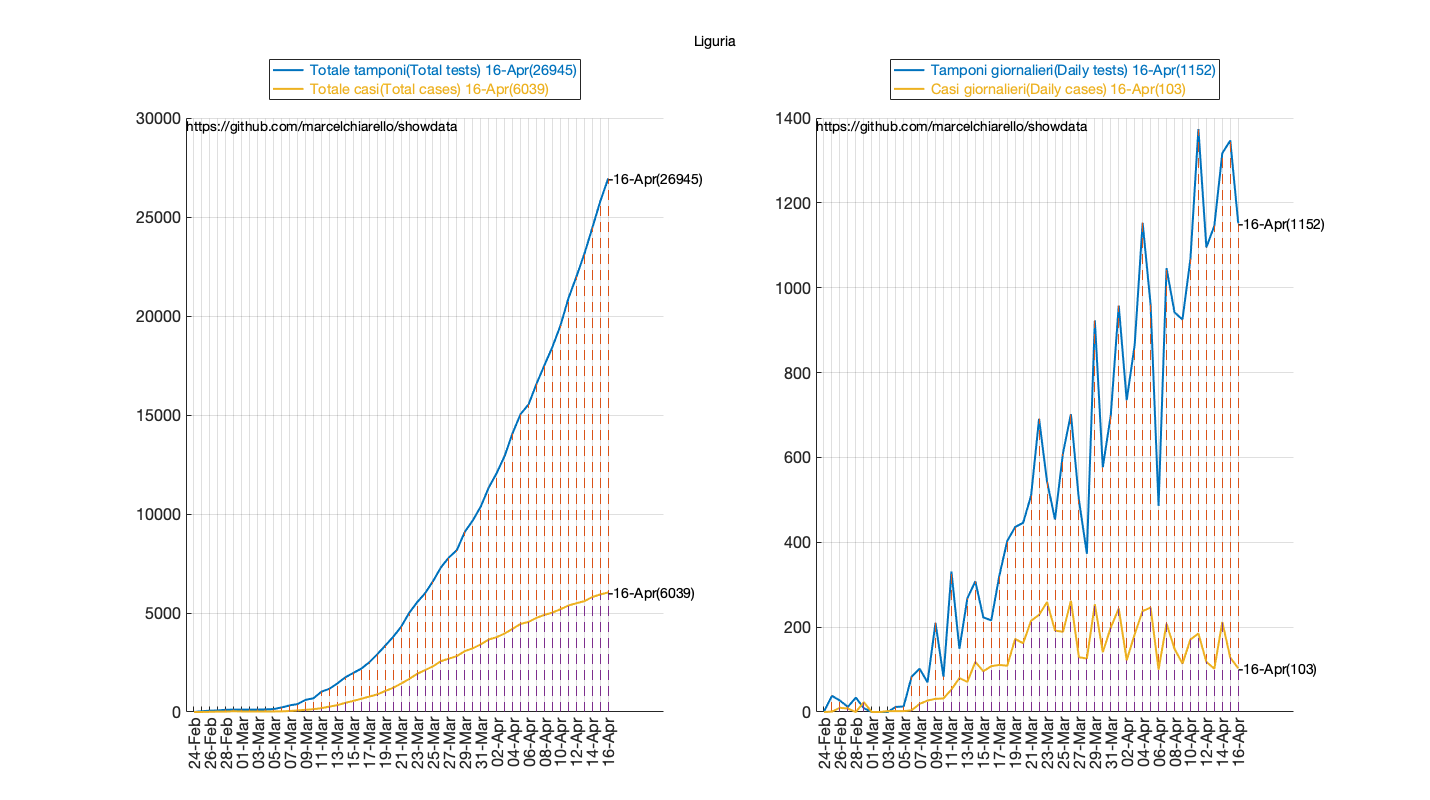 Liguria
Totale tamponi(Total tests) 16-Apr(26945)
Totale casi(Total cases) 16-Apr(6039)
https://github.com/marcelchiarello/showdata
30000
25000
20000
15000
10000
5000
0
16-Apr(26945)
16-Apr(6039)
24-Feb
26-Feb
28-Feb
01-Mar
03-Mar
05-Mar
07-Mar
09-Mar
11-Mar
13-Mar
15-Mar
17-Mar
19-Mar
21-Mar
23-Mar
25-Mar
27-Mar
29-Mar
31-Mar
02-Apr
04-Apr
06-Apr
08-Apr
10-Apr
12-Apr
14-Apr
16-Apr
Tamponi giornalieri(Daily tests) 16-Apr(1152)
Casi giornalieri(Daily cases) 16-Apr(103)
https://github.com/marcelchiarello/showdata
1400
1200
1000
800
600
400
200
0
16-Apr(1152)
16-Apr(103)
24-Feb
26-Feb
28-Feb
01-Mar
03-Mar
05-Mar
07-Mar
09-Mar
11-Mar
13-Mar
15-Mar
17-Mar
19-Mar
21-Mar
23-Mar
25-Mar
27-Mar
29-Mar
31-Mar
02-Apr
04-Apr
06-Apr
08-Apr
10-Apr
12-Apr
14-Apr
16-Apr